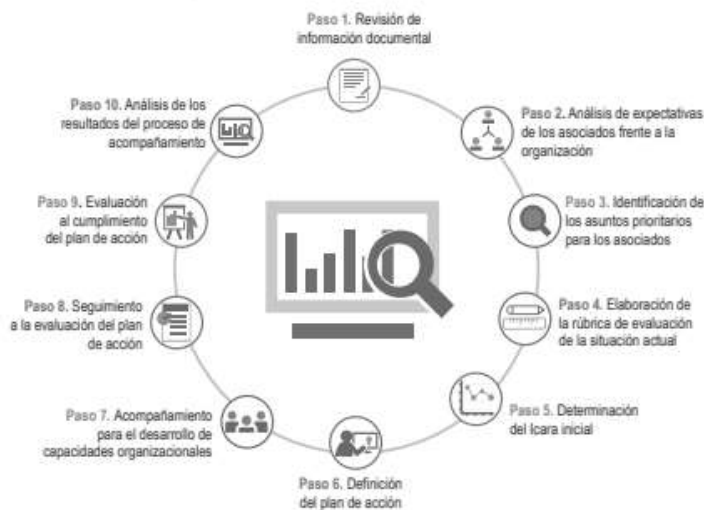 Paso 1. Revisión de
información documental
Paso 2. Análisis de expectativas
de los asociados frente a la
organización
Paso 3. Identificación de
los asuntos prioritarios
para los asociados
Paso 4. Elaboración de
la rúbrica de evaluación
de la situación actual
Paso 5. Determinación
del Icara inicial
Paso 6. Definición
del plan de acción
Paso 7. Acompañamiento
para el desarrollo de
capacidades organizacionales
Paso 8. Seguimiento
a la evaluación del plan
de acción
Paso 9. Evaluación
al cumplimiento
del plan de acción
Paso 10. Análisis de los
resultados del proceso de
acompañamiento